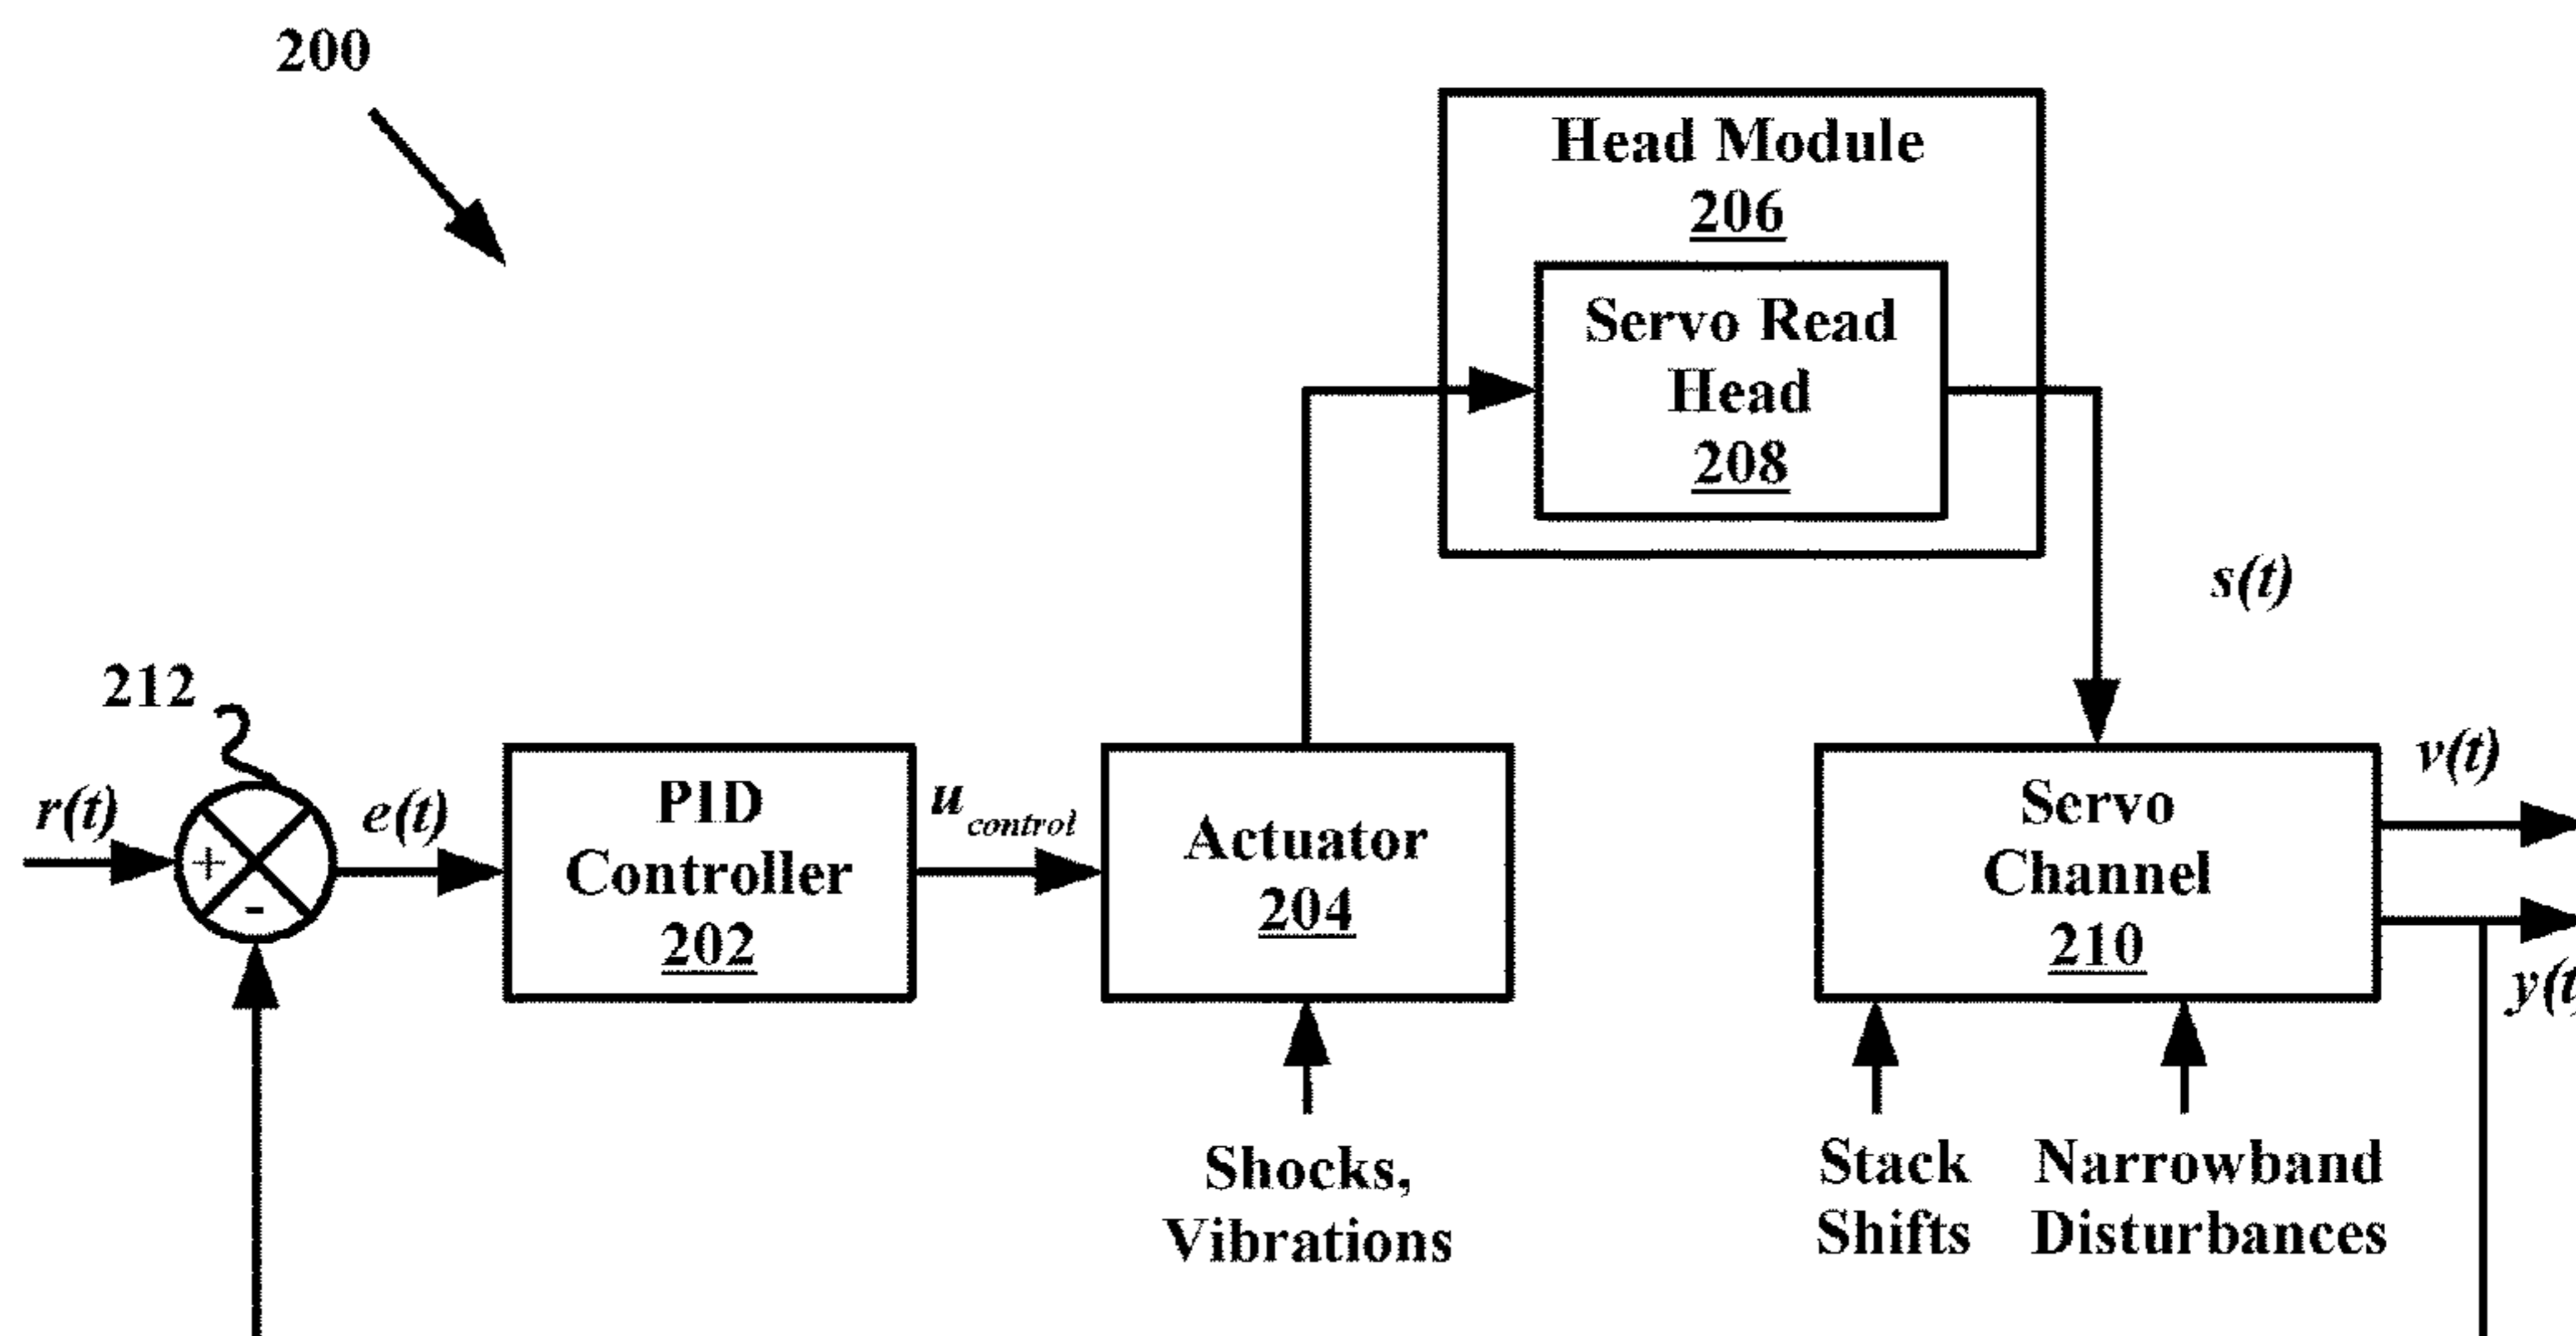 200
Head Module
206
Servo Read
Head
208
s(t)
212
r(t)
+
-
e(t)
PID
Controller
202
u control
Actuator
204
Servo
Channel
210
v(t)
y(t
Shocks,
Vibrations
Stack
Shifts
Narrowband
Disturbances